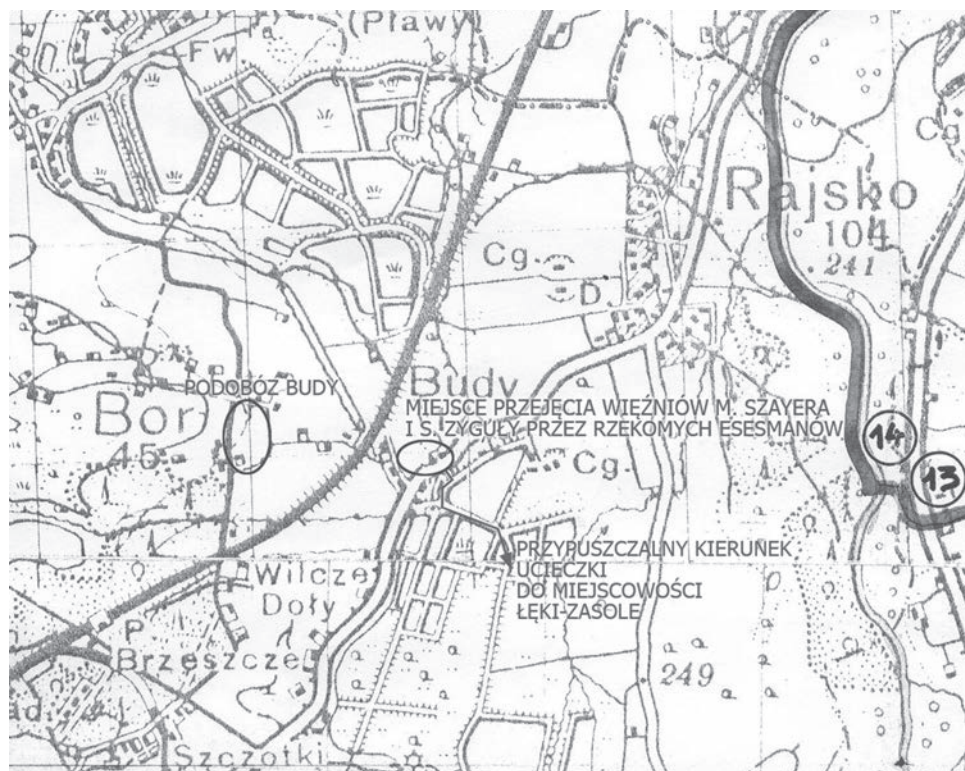 (Pławy)
Fw
Cg
Rajsko
104
241
Cg.
D.
PODOBÓZ BUDY
Budy
Bor
45
MIEJSCE PRZEJĘCIA WIĘŹNIÓW M. SZAYERA
I S. ZYGUŁY PRZEZ RZEKOMYCH ESESMANÓW
14
Cg.
13
PRZYPUSZCZALNY KIERUNEK
UCIECZKI
DO MIEJSCOWOŚCI
ŁĘKI-ZASOLE
Wilcze
Doły
P
Brzeszcze
249
ad.
Szczotki